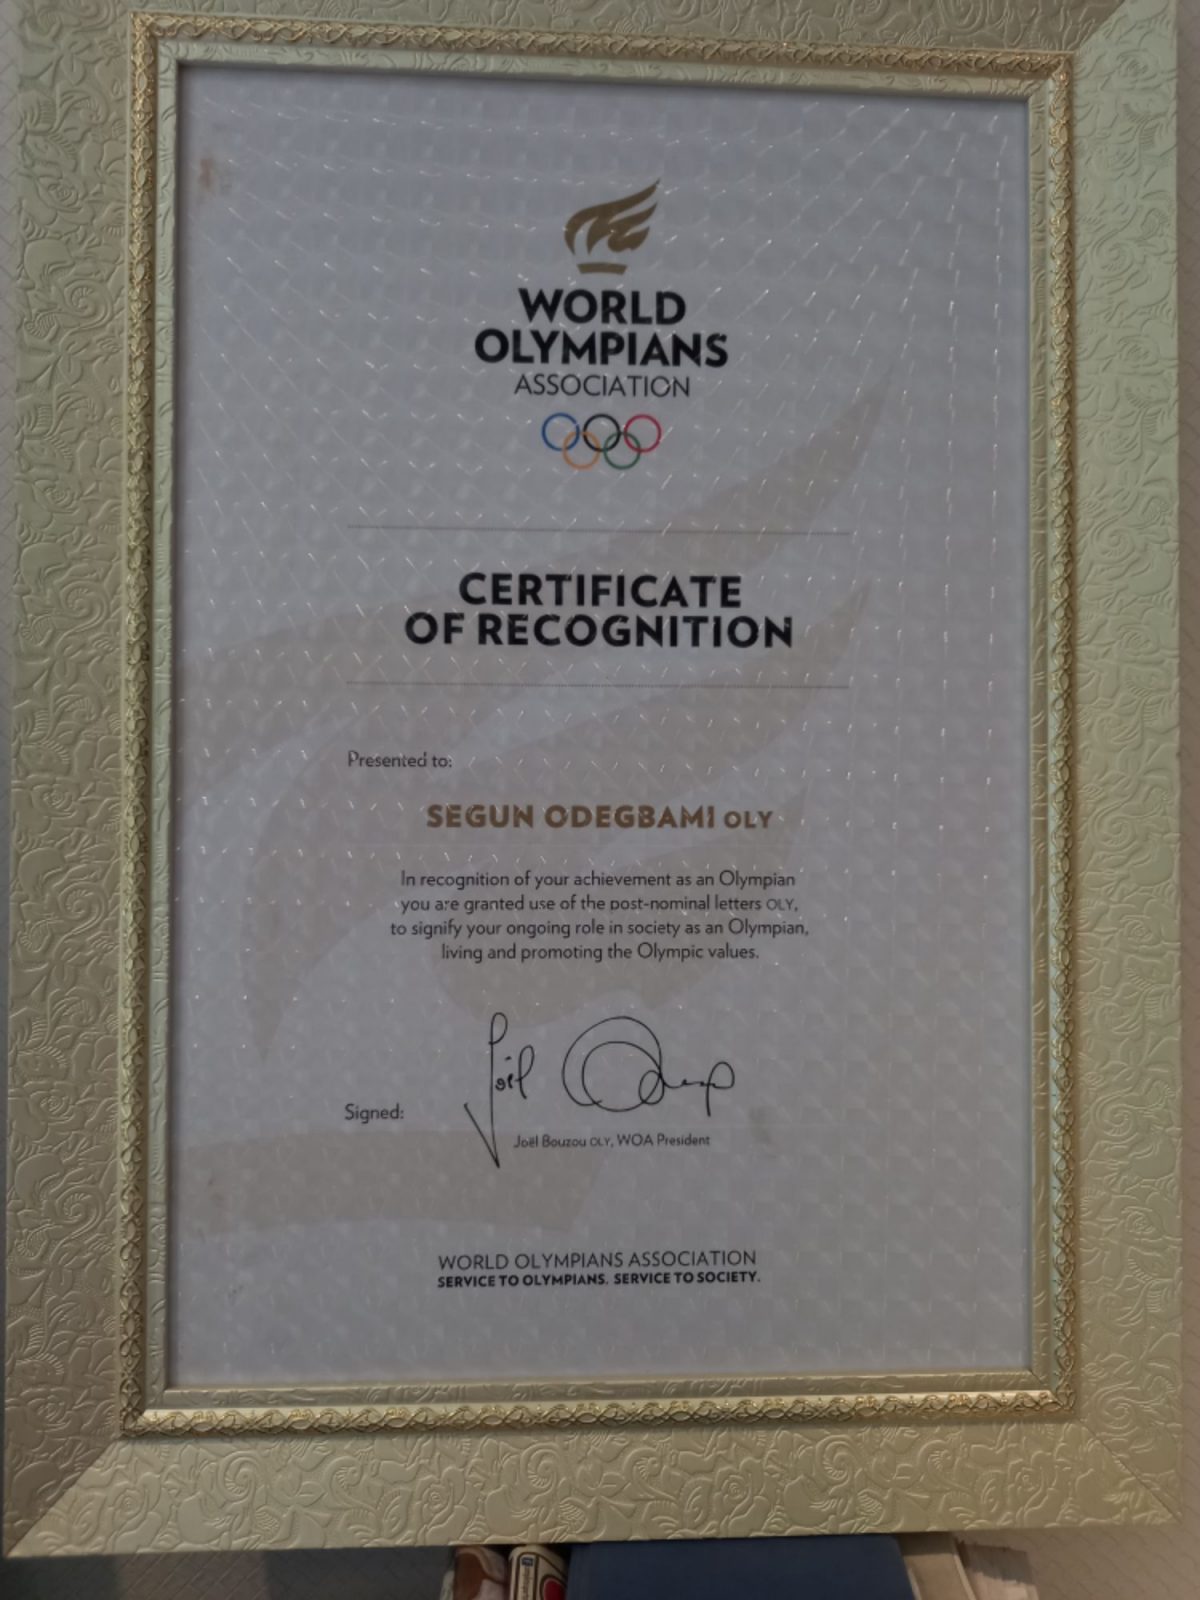 WORLD
OLYMPIANS
ASSOCIATION
CERTIFICATE
OF RECOGNITION
Presented to:
SEGUN ODEGBAMI OLY
In recognition of your achievement as an Olympian
you are granted use of the post-nominal letters OLY,
to signify your ongoing role in society as an Olympian,
living and promoting the Olympic values.
Signed:
Joël Bouzou OLY, WOA President
WORLD OLYMPIANS ASSOCIATION
SERVICE TO OLYMPIANS. SERVICE TO SOCIETY.